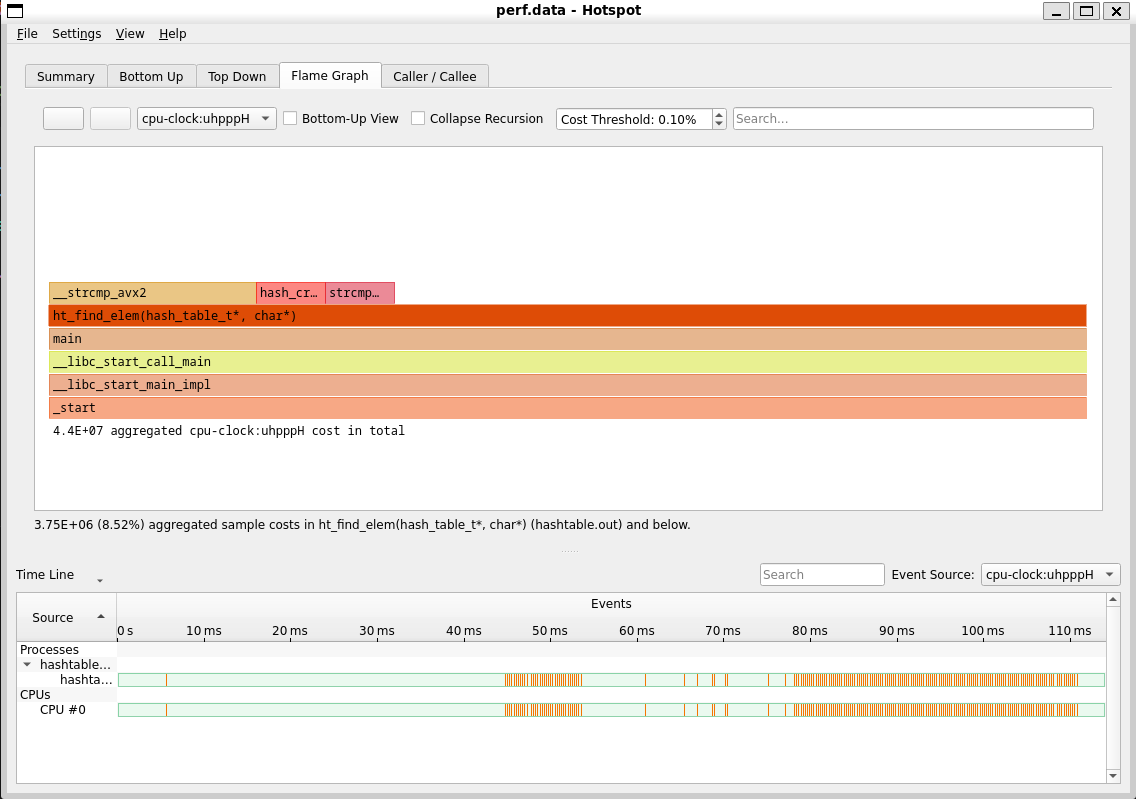 perf.data - Hotspot
File Settings View Help
Summary Bottom Up Top Down Flame Graph Caller / Callee
cpu-clock:uhpppH Bottom-Up View Collapse Recursion Cost Threshold: 0.10% Search...
__strcmp_avx2 hash_cr... strcmp...
ht_find_elem(hash_table_t*, char*)
main
__libc_start_call_main
__libc_start_main_impl
_start
4.4E+07 aggregated cpu-clock:uhpppH cost in total
3.75E+06 (8.52%) aggregated sample costs in ht_find_elem(hash_table_t*, char*) (hashtable.out) and below.
Time Line Search Event Source: cpu-clock:uhpppH
Source Events
0 s 10 ms 20 ms 30 ms 40 ms 50 ms 60 ms 70 ms 80 ms 90 ms 100 ms 110 ms
Processes
hashtable...
hashta...
CPUs
CPU #0